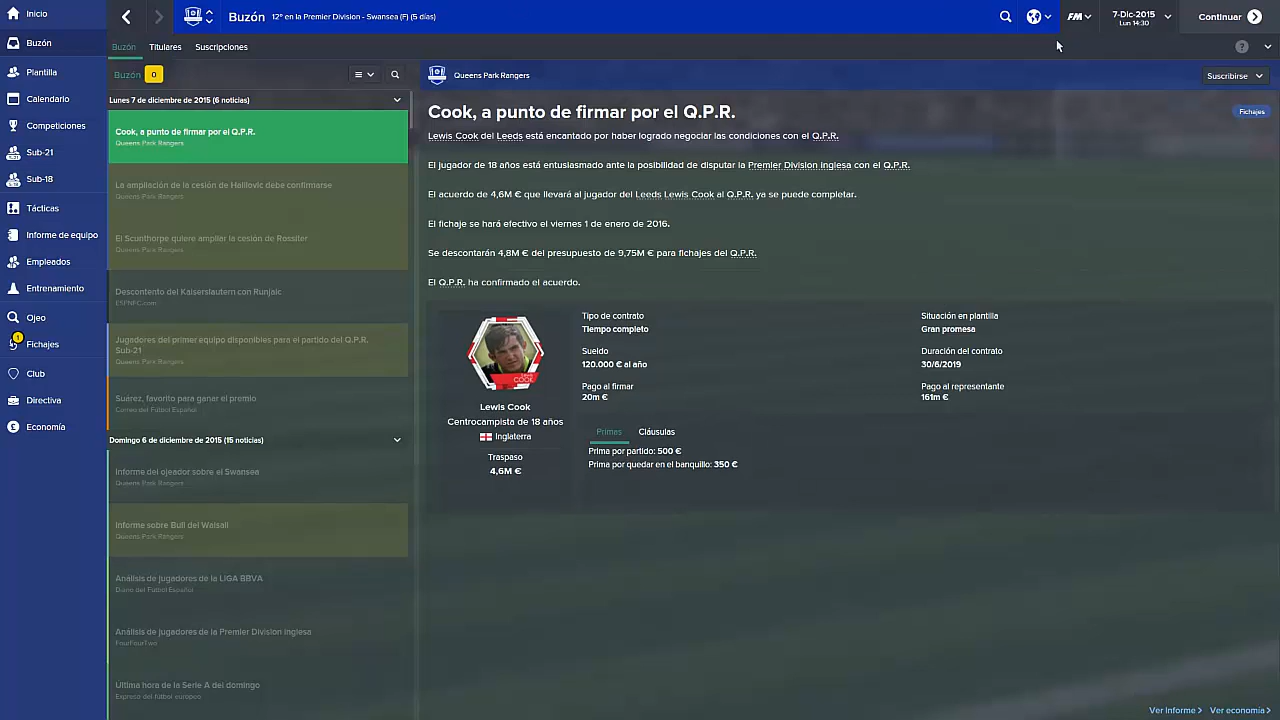 Inicio
Buzón
Plantilla
Calendario
Competiciones
Sub-21
Sub-18
Tácticas
Informe de equipo
Empleados
Entrenamiento
Ojeo
1
Fichajes
Club
Directiva
Economía
Buzón
12º en la Premier Division - Swansea (F) (5 días)
FM
7-Dic-2015
Lun 14:30
Continuar
Buzón
Titulares
Suscripciones
?
Buzón
0
Lunes 7 de diciembre de 2015 (6 noticias)
Cook, a punto de firmar por el Q.P.R.
Queens Park Rangers
La ampliación de la cesión de Halilovic debe confirmarse
Queens Park Rangers
El Scunthorpe quiere ampliar la cesión de Rossiter
Queens Park Rangers
Descontento del Kaiserslautern con Runjaic
ESPNFC.com
Jugadores del primer equipo disponibles para el partido del Q.P.R.
Sub-21
Queens Park Rangers
Suárez, favorito para ganar el premio
Correo del Fútbol Español
Domingo 6 de diciembre de 2015 (15 noticias)
Informe del ojeador sobre el Swansea
Queens Park Rangers
Informe sobre Bull del Walsall
Queens Park Rangers
Análisis de jugadores de la LIGA BBVA
Diario del Fútbol Español
Análisis de jugadores de la Premier Division inglesa
FourFourTwo
Última hora de la Serie A del domingo
Expreso del fútbol europeo
Queens Park Rangers
Suscribirse
Cook, a punto de firmar por el Q.P.R.
Fichajes
Lewis Cook del Leeds está encantado por haber logrado negociar las condiciones con el Q.P.R.
El jugador de 18 años está entusiasmado ante la posibilidad de disputar la Premier Division inglesa con el Q.P.R.
El acuerdo de 4,6M € que llevará al jugador del Leeds Lewis Cook al Q.P.R. ya se puede completar.
El fichaje se hará efectivo el viernes 1 de enero de 2016.
Se descontarán 4,8M € del presupuesto de 9,75M € para fichajes del Q.P.R.
El Q.P.R. ha confirmado el acuerdo.
COOK
Lewis Cook
Centrocampista de 18 años
Inglaterra
Traspaso
4,6M €
Tipo de contrato
Tiempo completo
Sueldo
120.000 € al año
Pago al firmar
20m €
Situación en plantilla
Gran promesa
Duración del contrato
30/6/2019
Pago al representante
161m €
Primas
Cláusulas
Prima por partido: 500 €
Prima por quedar en el banquillo: 350 €
Ver Informe
Ver economía